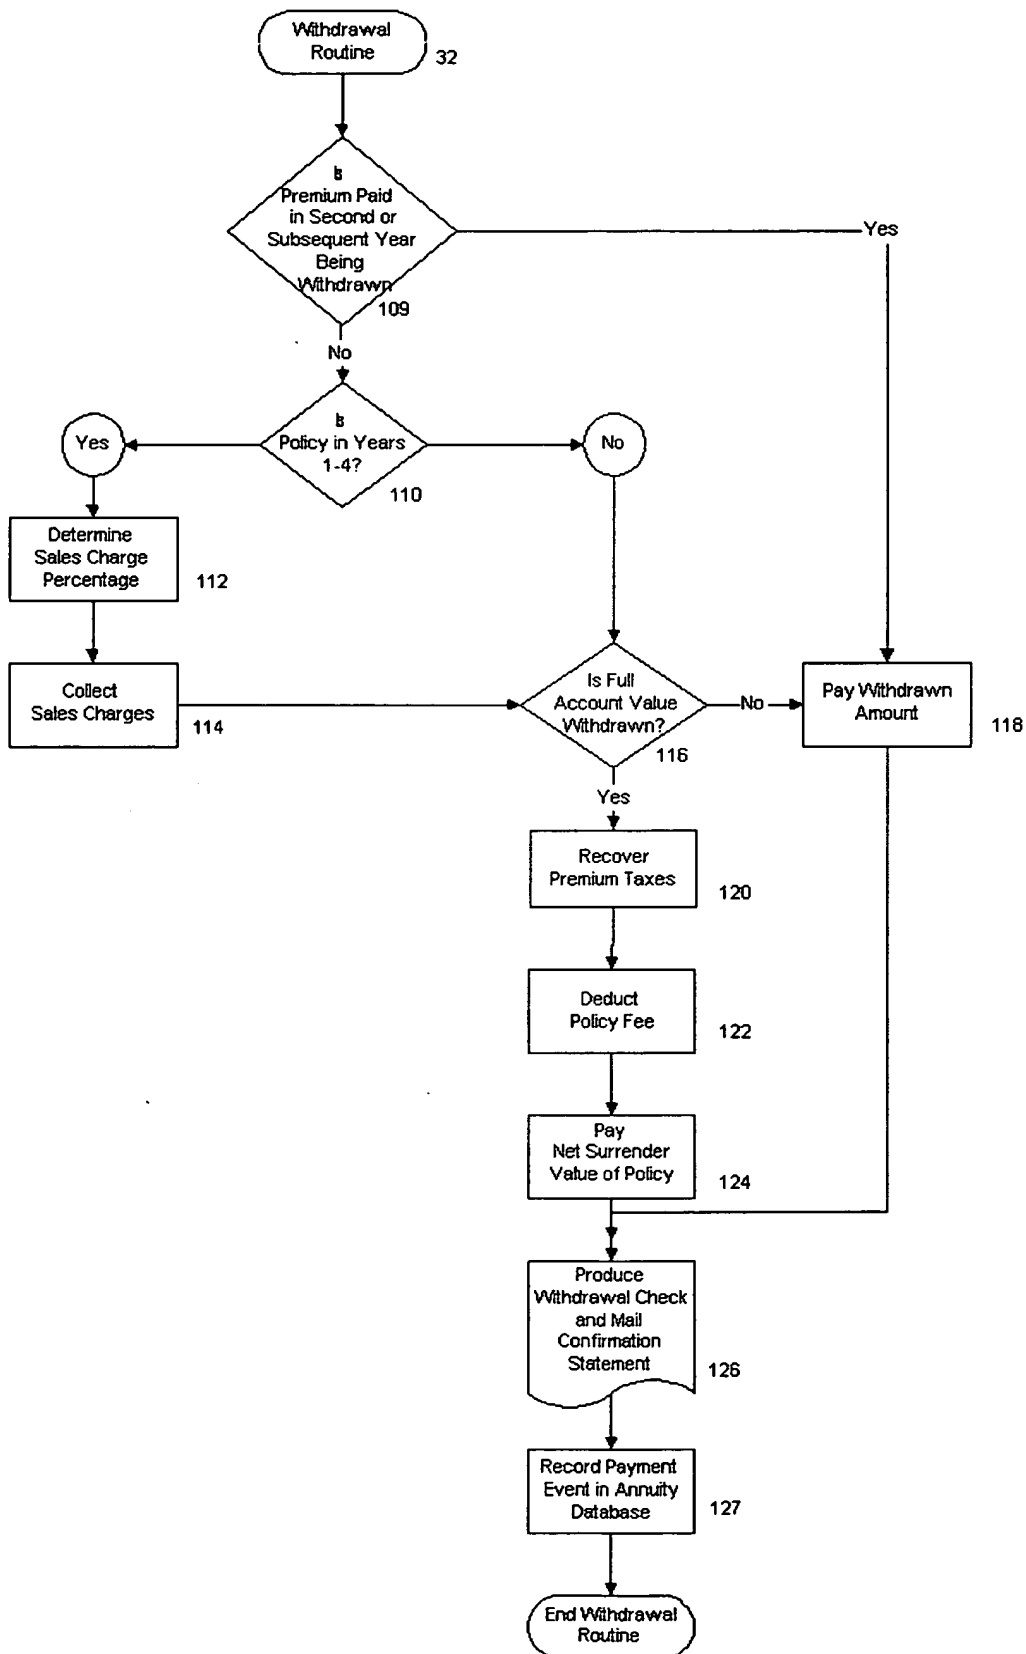 Withdrawal
Routine
32
Is
Premium Paid
in Second or
Subsequent Year
Being
Withdrawn
109
Yes
No
Is
Policy in Years
1-4?
110
Yes
No
Determine
Sales Charge
Percentage
112
Collect
Sales Charges
114
Is Full
Account Value
Withdrawn?
116
No
Pay Withdrawn
Amount
118
Yes
Recover
Premium Taxes
120
Deduct
Policy Fee
122
Pay
Net Surrender
Value of Policy
124
Produce
Withdrawal Check
and Mail
Confirmation
Statement
126
Record Payment
Event in Annuity
Database
127
End Withdrawal
Routine